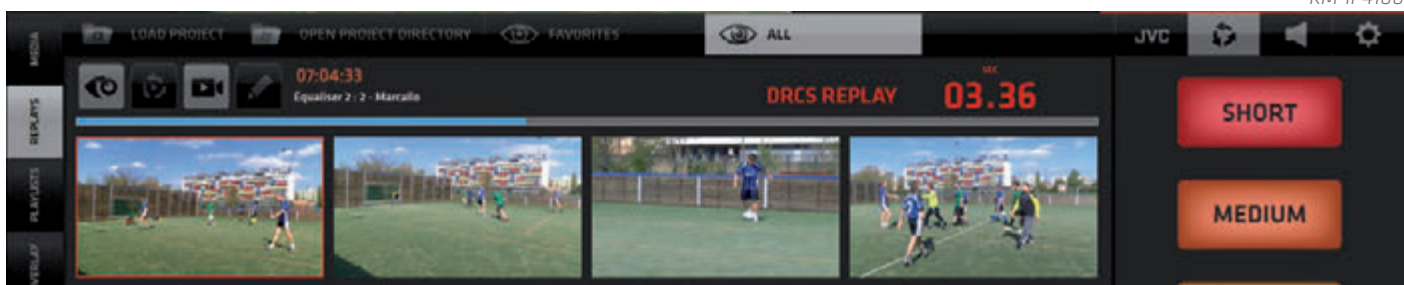 LOAD PROJECT
OPEN PROJECT DIRECTORY
FAVORITES
ALL
JVC
MEDIA
REPLAYS
PLAYLISTS
OVERLAY
07:04:33
Equaliser 2 : 2 - Marcallo
DRCS REPLAY
SEC
03.36
SHORT
MEDIUM